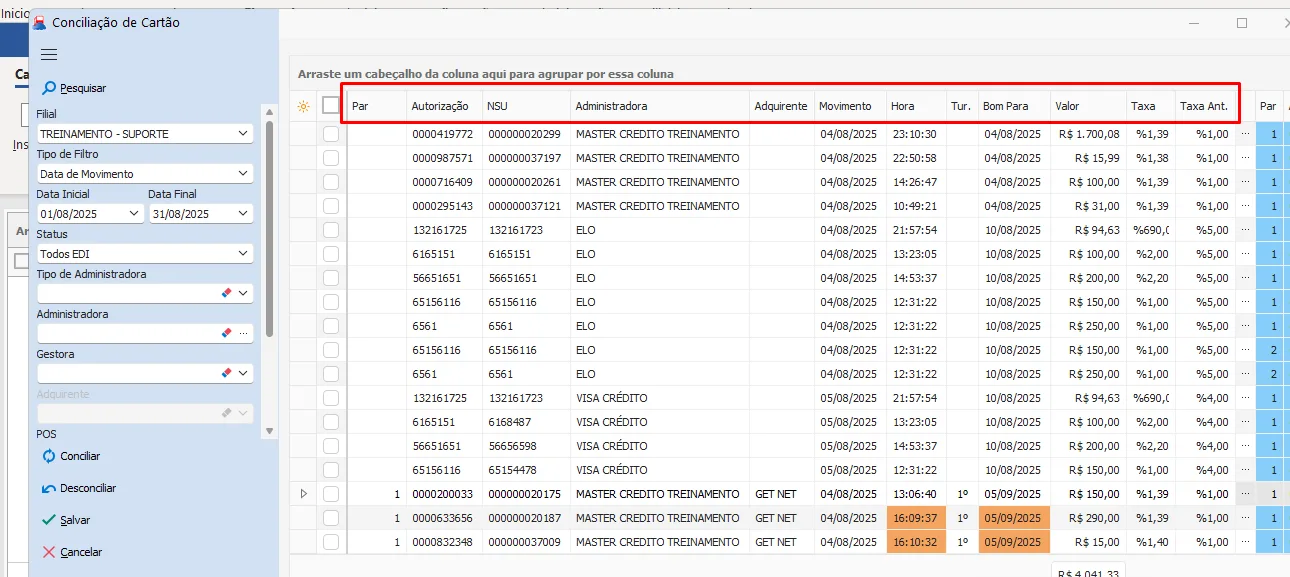 Inicio
Conciliação de Cartão
Ca
Pesquisar
Filial
TREINAMENTO - SUPORTE
Tipo de Filtro
Data de Movimento
Data Inicial Data Final
01/08/2025 31/08/2025
Status
Todos EDI
Tipo de Administradora
Administradora
...
Gestora
Adquirente
POS
Conciliar
Desconciliar
Salvar
Cancelar
Ins
Ar
Arraste um cabeçalho da coluna aqui para agrupar por essa coluna
Par Autorização NSU Administradora Adquirente Movimento Hora Tur. Bom Para Valor Taxa Taxa Ant. Par
0000419772 000000020299 MASTER CREDITO TREINAMENTO 04/08/2025 23:10:30 04/08/2025 R$ 1.700,08 %1,39 %1,00 ... 1
0000987571 000000037197 MASTER CREDITO TREINAMENTO 04/08/2025 22:50:58 04/08/2025 R$ 15,99 %1,38 %1,00 ... 1
0000716409 000000020261 MASTER CREDITO TREINAMENTO 04/08/2025 14:26:47 04/08/2025 R$ 100,00 %1,39 %1,00 ... 1
0000295143 000000037121 MASTER CREDITO TREINAMENTO 04/08/2025 10:49:21 04/08/2025 R$ 31,00 %1,39 %1,00 ... 1
132161725 132161723 ELO 04/08/2025 21:57:54 10/08/2025 R$ 94,63 %690,0 %5,00 ... 1
6165151 6165151 ELO 04/08/2025 13:23:05 10/08/2025 R$ 100,00 %2,00 %5,00 ... 1
56651651 56651651 ELO 04/08/2025 14:53:37 10/08/2025 R$ 200,00 %2,20 %5,00 ... 1
65156116 65156116 ELO 04/08/2025 12:31:22 10/08/2025 R$ 150,00 %1,00 %5,00 ... 1
6561 6561 ELO 04/08/2025 12:31:22 10/08/2025 R$ 250,00 %1,00 %5,00 ... 1
65156116 65156116 ELO 04/08/2025 12:31:22 10/08/2025 R$ 150,00 %1,00 %5,00 ... 2
6561 6561 ELO 04/08/2025 12:31:22 10/08/2025 R$ 250,00 %1,00 %5,00 ... 2
132161725 132161723 VISA CRÉDITO 05/08/2025 21:57:54 10/08/2025 R$ 94,63 %690,0 %4,00 ... 1
6165151 6168487 VISA CRÉDITO 05/08/2025 13:23:05 10/08/2025 R$ 100,00 %2,00 %4,00 ... 1
56651651 56656598 VISA CRÉDITO 05/08/2025 14:53:37 10/08/2025 R$ 200,00 %2,20 %4,00 ... 1
65156116 65154478 VISA CRÉDITO 05/08/2025 12:31:22 10/08/2025 R$ 150,00 %1,00 %4,00 ... 1
1 0000200033 000000020175 MASTER CREDITO TREINAMENTO GET NET 04/08/2025 13:06:40 1º 05/09/2025 R$ 150,00 %1,39 %1,00 ... 1
1 0000633656 000000020187 MASTER CREDITO TREINAMENTO GET NET 04/08/2025 16:09:37 1º 05/09/2025 R$ 290,00 %1,39 %1,00 ... 1
1 0000832348 000000037009 MASTER CREDITO TREINAMENTO GET NET 04/08/2025 16:10:32 1º 05/09/2025 R$ 15,00 %1,40 %1,00 ... 1
R$ 4.041,33